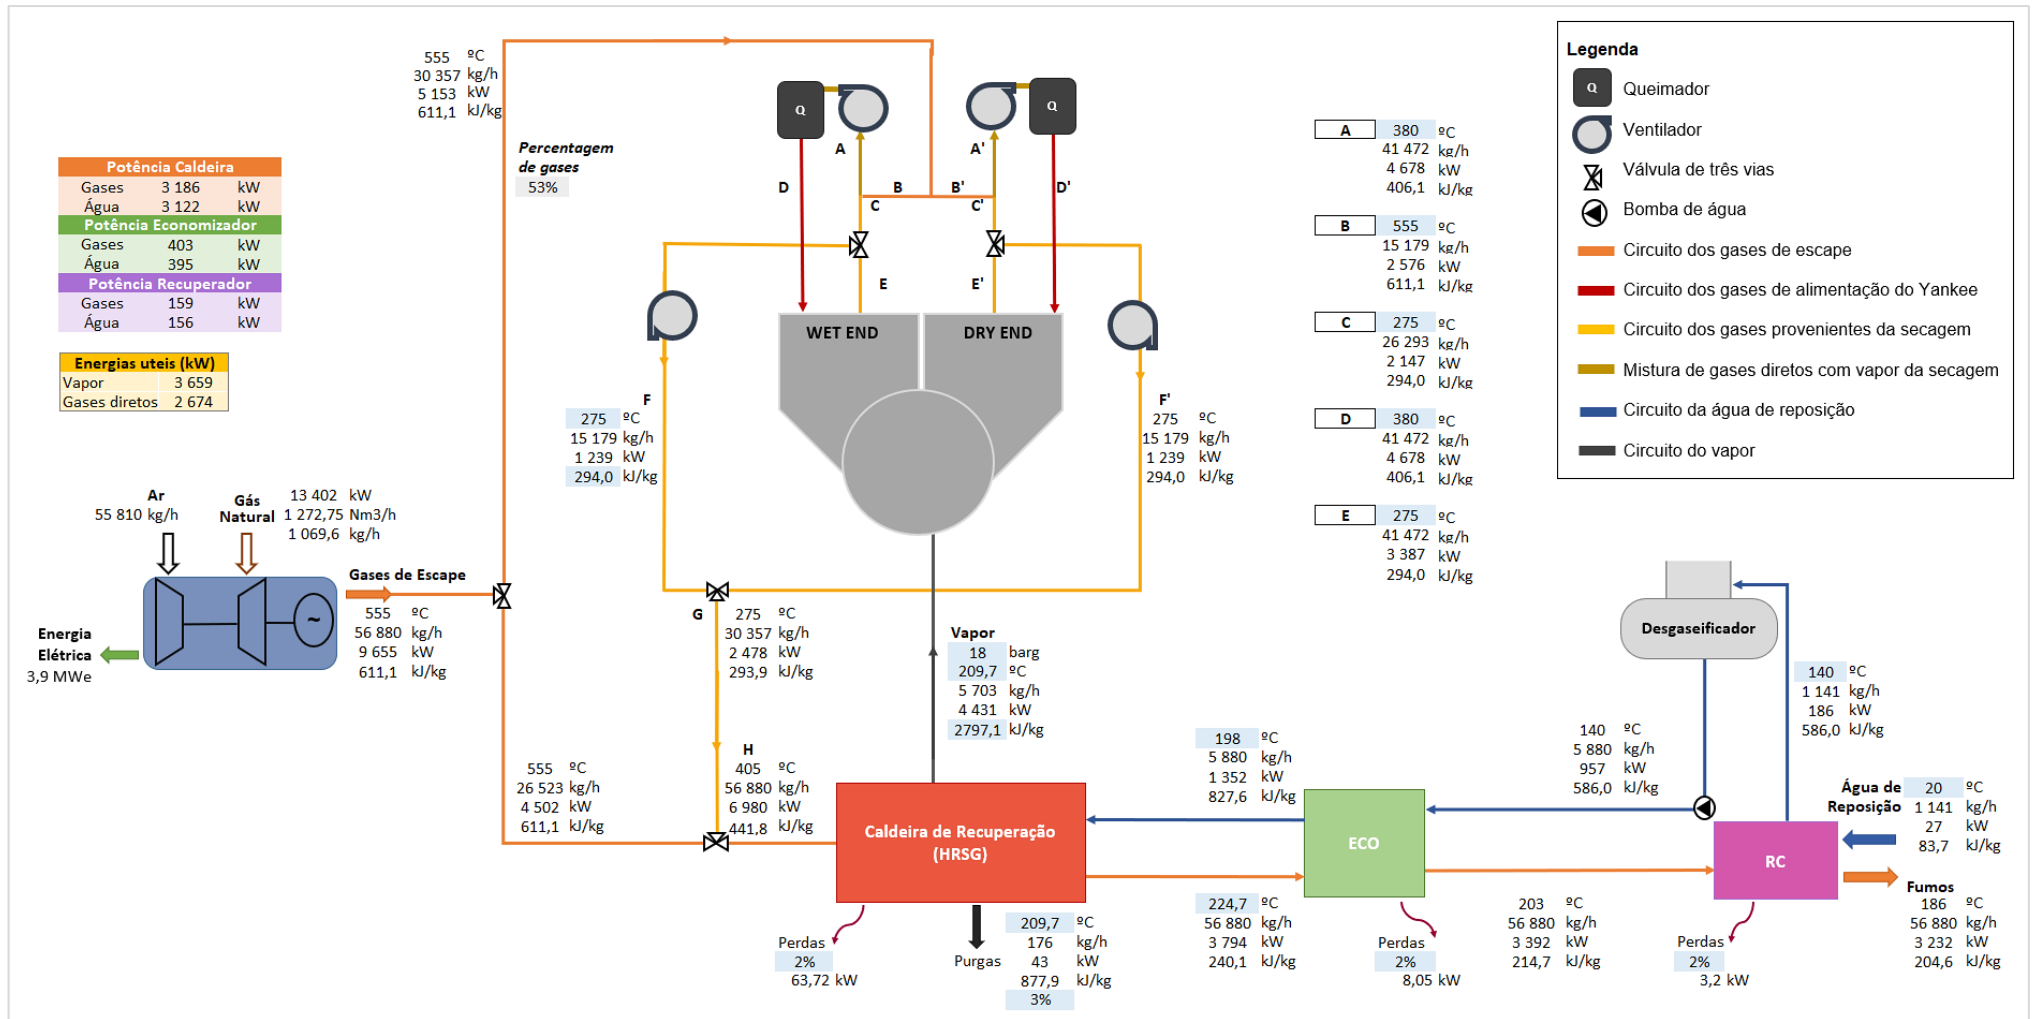 555 ºC
30 357 kg/h
5 153 kW
611,1 kJ/kg
Percentagem
de gases
53%
Potência Caldeira
Gases 3 186 kW
Água 3 122 kW
Potência Economizador
Gases 403 kW
Água 395 kW
Potência Recuperador
Gases 159 kW
Água 156 kW
Energias uteis (kW)
Vapor 3 659
Gases diretos 2 674
Q
Q
A
A'
D
B
B'
D'
C
C'
E
E'
WET END
DRY END
F
275 ºC
15 179 kg/h
1 239 kW
294,0 kJ/kg
F'
275 ºC
15 179 kg/h
1 239 kW
294,0 kJ/kg
A 380 ºC
41 472 kg/h
4 678 kW
406,1 kJ/kg
B 555 ºC
15 179 kg/h
2 576 kW
611,1 kJ/kg
C 275 ºC
26 293 kg/h
2 147 kW
294,0 kJ/kg
D 380 ºC
41 472 kg/h
4 678 kW
406,1 kJ/kg
E 275 ºC
41 472 kg/h
3 387 kW
294,0 kJ/kg
Legenda
Q Queimador
Ventilador
Válvula de três vias
Bomba de água
Circuito dos gases de escape
Circuito dos gases de alimentação do Yankee
Circuito dos gases provenientes da secagem
Mistura de gases diretos com vapor da secagem
Circuito da água de reposição
Circuito do vapor
Ar
55 810 kg/h
Gás
Natural
13 402 kW
1 272,75 Nm3/h
1 069,6 kg/h
Gases de Escape
555 ºC
56 880 kg/h
9 655 kW
611,1 kJ/kg
~
Energia
Elétrica
3,9 MWe
G
275 ºC
30 357 kg/h
2 478 kW
293,9 kJ/kg
Vapor
18 barg
209,7 ºC
5 703 kg/h
4 431 kW
2797,1 kJ/kg
555 ºC
26 523 kg/h
4 502 kW
611,1 kJ/kg
H
405 ºC
56 880 kg/h
6 980 kW
441,8 kJ/kg
Caldeira de Recuperação
(HRSG)
198 ºC
5 880 kg/h
1 352 kW
827,6 kJ/kg
ECO
Desgaseificador
140 ºC
5 880 kg/h
957 kW
586,0 kJ/kg
140 ºC
1 141 kg/h
186 kW
586,0 kJ/kg
Água de
Reposição
20 ºC
1 141 kg/h
27 kW
83,7 kJ/kg
RC
Fumos
186 ºC
56 880 kg/h
3 232 kW
204,6 kJ/kg
Perdas
2%
63,72 kW
Purgas
209,7 ºC
176 kg/h
43 kW
877,9 kJ/kg
3%
224,7 ºC
56 880 kg/h
3 794 kW
240,1 kJ/kg
Perdas
2%
8,05 kW
203 ºC
56 880 kg/h
3 392 kW
214,7 kJ/kg
Perdas
2%
3,2 kW